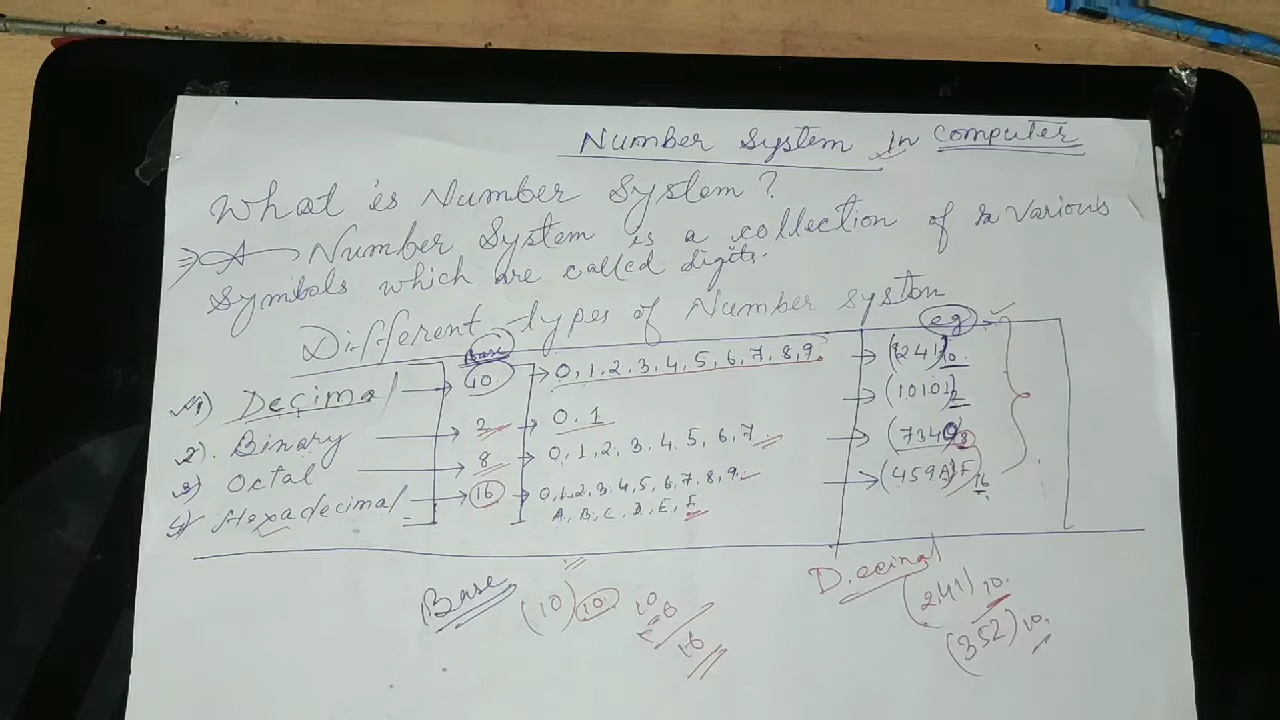 Number System in Computer
What is Number System?
⇒ A Number System is a collection of Various
Symbols which are called digits.
Different types of Number systam
Base eg
1) Decimal → 10 → 0, 1, 2, 3, 4, 5, 6, 7, 8, 9. → (241)10.
2). Binary → 2 → 0. 1 → (10101)2
3) Octal → 8 → 0, 1, 2, 3, 4, 5, 6, 7 → (734)8
4) Hexadecimal → 16 → 0, 1, 2, 3, 4, 5, 6, 7, 8, 9 → (459A)F16
A, B, C, D, E, F
Base (10)10. 10
16
Decimal
(241)10.
(352)10.